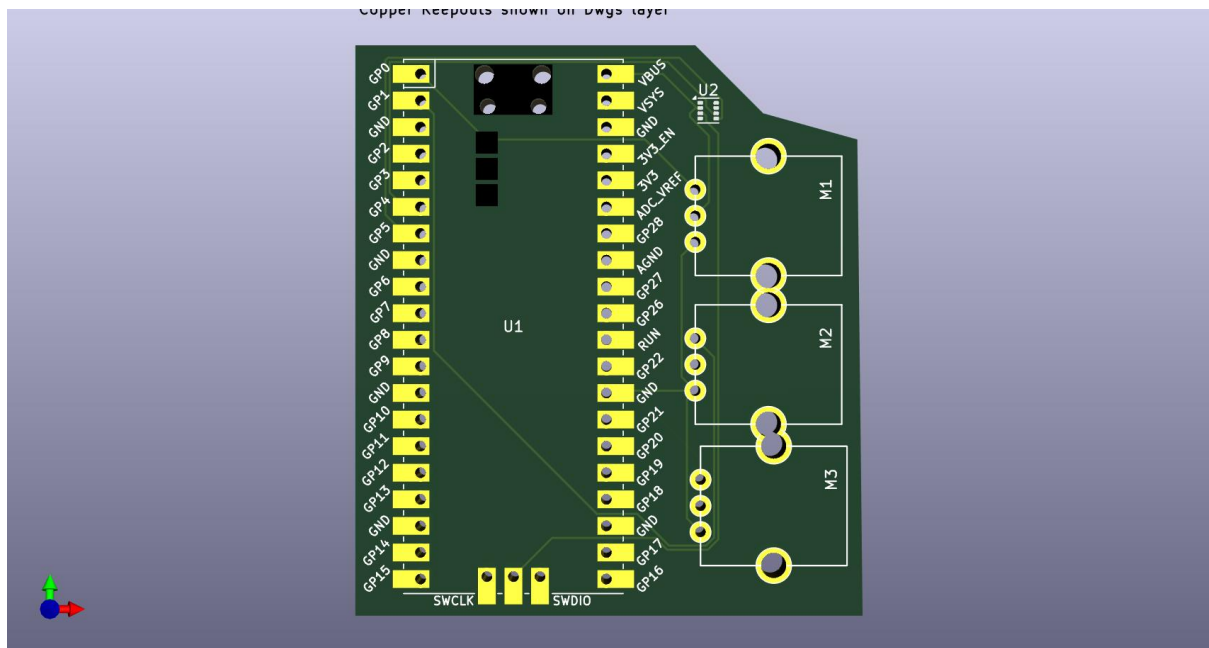 Copper Keepouts shown on Dwgs layer
GP0
GP1
GND
GP2
GP3
GP4
GP5
GND
GP6
GP7
GP8
GP9
GND
GP10
GP11
GP12
GP13
GND
GP14
GP15
U1
SWCLK
SWDIO
VBUS
VSYS
GND
3V3_EN
3V3
ADC_VREF
GP28
AGND
GP27
GP26
RUN
GP22
GND
GP21
GP20
GP19
GP18
GND
GP17
GP16
U2
M1
M2
M3